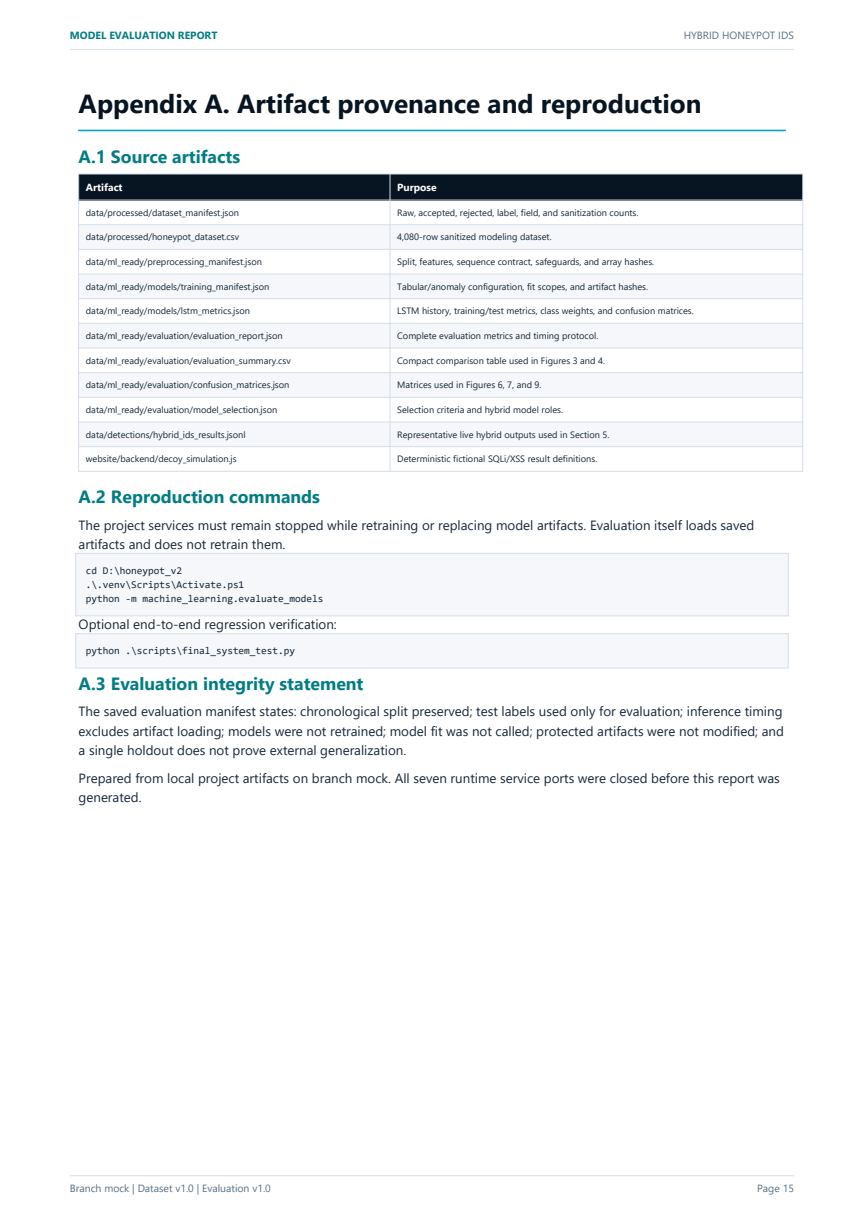 MODEL EVALUATION REPORT HYBRID HONEYPOT IDS
Appendix A. Artifact provenance and reproduction
A.1 Source artifacts
Artifact Purpose
data/processed/dataset_manifest.json Raw, accepted, rejected, label, field, and sanitization counts.
data/processed/honeypot_dataset.csv 4,080-row sanitized modeling dataset.
data/ml_ready/preprocessing_manifest.json Split, features, sequence contract, safeguards, and array hashes.
data/ml_ready/models/training_manifest.json Tabular/anomaly configuration, fit scopes, and artifact hashes.
data/ml_ready/models/lstm_metrics.json LSTM history, training/test metrics, class weights, and confusion matrices.
data/ml_ready/evaluation/evaluation_report.json Complete evaluation metrics and timing protocol.
data/ml_ready/evaluation/evaluation_summary.csv Compact comparison table used in Figures 3 and 4.
data/ml_ready/evaluation/confusion_matrices.json Matrices used in Figures 6, 7, and 9.
data/ml_ready/evaluation/model_selection.json Selection criteria and hybrid model roles.
data/detections/hybrid_ids_results.jsonl Representative live hybrid outputs used in Section 5.
website/backend/decoy_simulation.js Deterministic fictional SQLi/XSS result definitions.
A.2 Reproduction commands
The project services must remain stopped while retraining or replacing model artifacts. Evaluation itself loads saved
artifacts and does not retrain them.
cd D:\honeypot_v2
.\.venv\Scripts\Activate.ps1
python -m machine_learning.evaluate_models
Optional end-to-end regression verification:
python .\scripts\final_system_test.py
A.3 Evaluation integrity statement
The saved evaluation manifest states: chronological split preserved; test labels used only for evaluation; inference timing
excludes artifact loading; models were not retrained; model fit was not called; protected artifacts were not modified; and
a single holdout does not prove external generalization.
Prepared from local project artifacts on branch mock. All seven runtime service ports were closed before this report was
generated.
Branch mock | Dataset v1.0 | Evaluation v1.0 Page 15